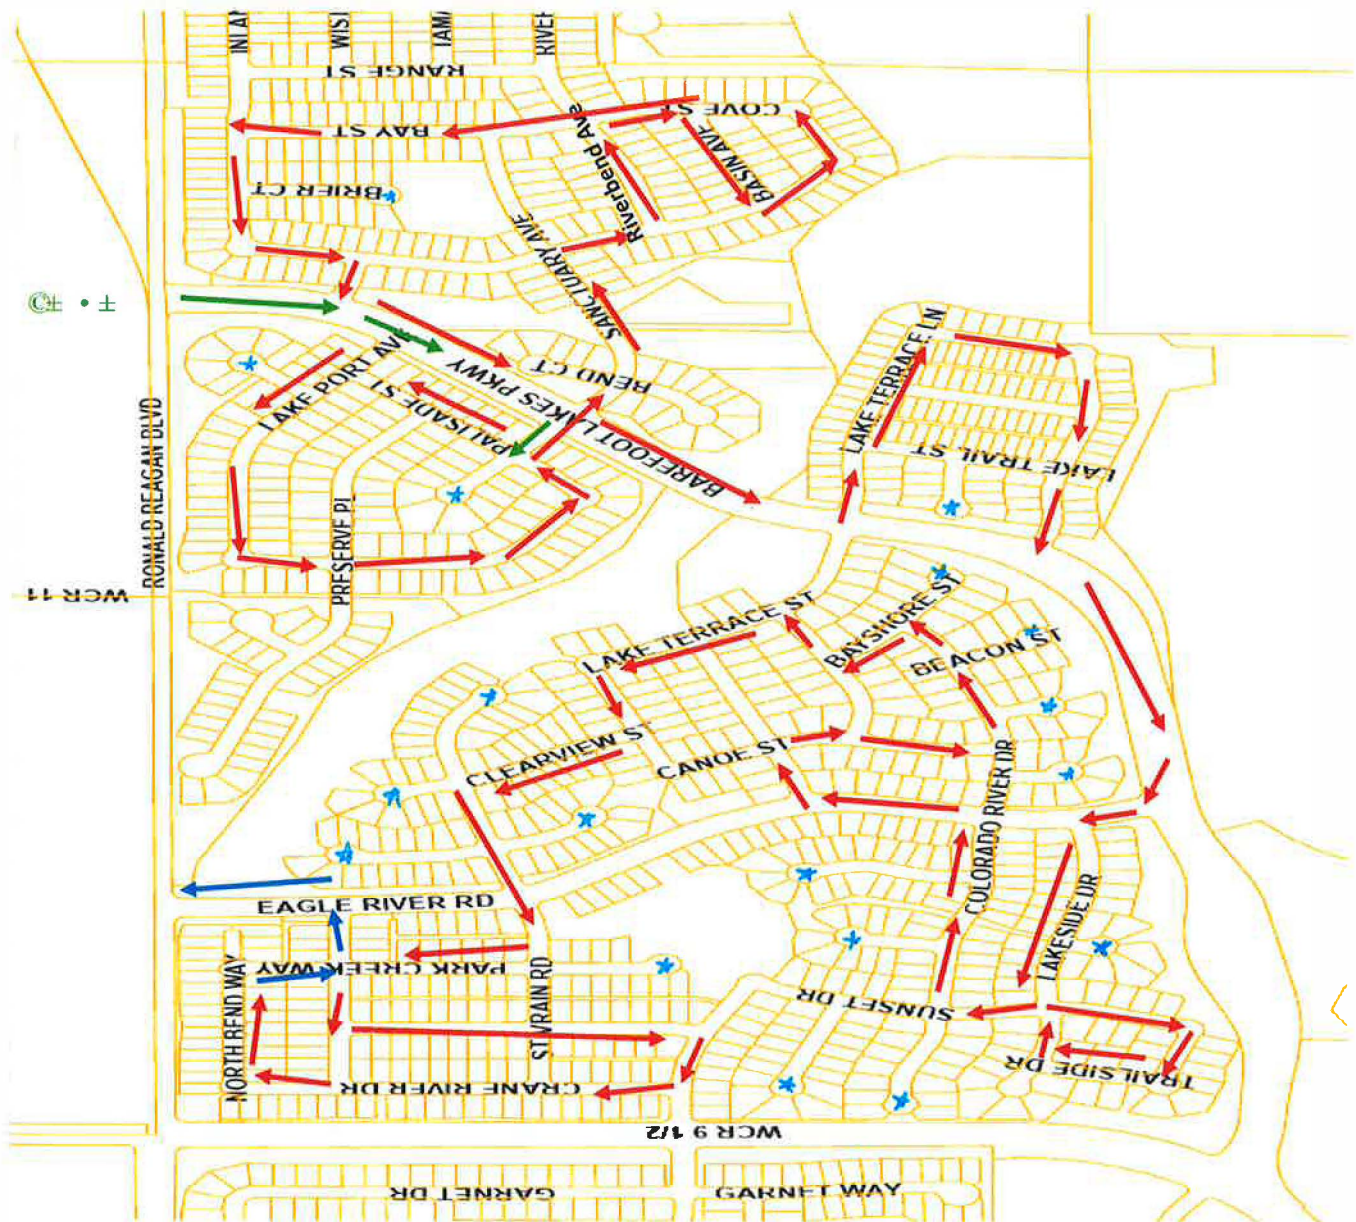 RANGE ST
COVE ST
BAY ST
Riverbend Ave
BASIN AVE
BRIER CT
SANCTUARY AVE
LAKE PORT AVE
BAREFOOT LAKES PKWY
BEND CT
LAKE TERRACE LN
PALISADE ST
LAKE TRAIL ST
RONALD REAGAN BLVD
PRESERVE PL
WCR 11
LAKE TERRACE ST
BAYSHORE ST
BEACON ST
CLEARVIEW ST
CANOE ST
COLORADO RIVER DR
EAGLE RIVER RD
LAKESIDE DR
PARK CREEK WAY
NORTH BEND WAY
ST VRAIN RD
SUNSET DR
TRAILSIDE DR
CRANE RIVER DR
WCR 9 1/2
GARNET DR
GARNET WAY